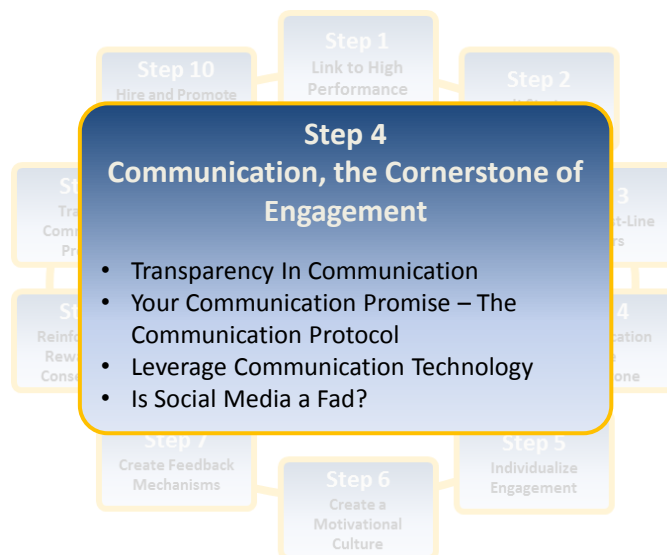 Step 1
Link to High
Performance
Step 10
Hire and Promote
Step 2
Step 4
Communication, the Cornerstone of
Engagement
• Transparency In Communication
• Your Communication Promise – The
Communication Protocol
• Leverage Communication Technology
• Is Social Media a Fad?
3
4
Step 7
Create Feedback
Mechanisms
Step 6
Create a
Motivational
Culture
Step 5
Individualize
Engagement